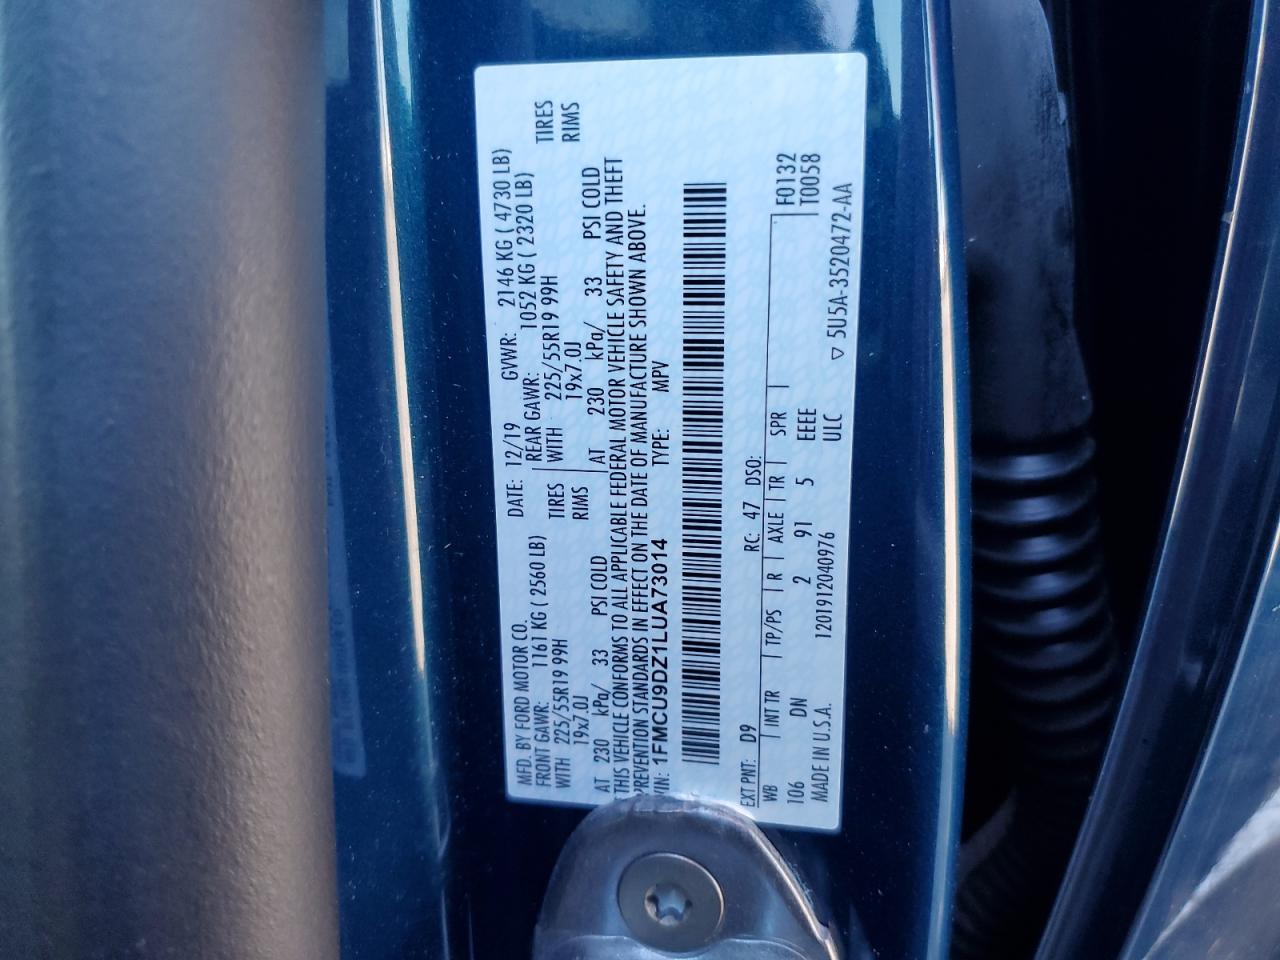 MFD. BY FORD MOTOR CO. DATE: 12/19 GVWR: 2146 KG ( 4730 LB)
FRONT GAWR: 1161 KG ( 2560 LB) REAR GAWR: 1052 KG ( 2320 LB)
WITH 225/55R19 99H TIRES WITH 225/55R19 99H TIRES
19x7.0J RIMS 19x7.0J RIMS
AT 230 kPa/ 33 PSI COLD AT 230 kPa/ 33 PSI COLD
THIS VEHICLE CONFORMS TO ALL APPLICABLE FEDERAL MOTOR VEHICLE SAFETY AND THEFT
PREVENTION STANDARDS IN EFFECT ON THE DATE OF MANUFACTURE SHOWN ABOVE.
VIN: 1FMCU9DZ1LUA73014 TYPE: MPV
EXT PNT: D9 RC: 47 DSO:
WB INT TR TP/PS R AXLE TR SPR F0132
106 DN 2 91 5 EEEE T0058
MADE IN U.S.A. 120191204097​6 ULC
▽ 5U5A-3520472-AA